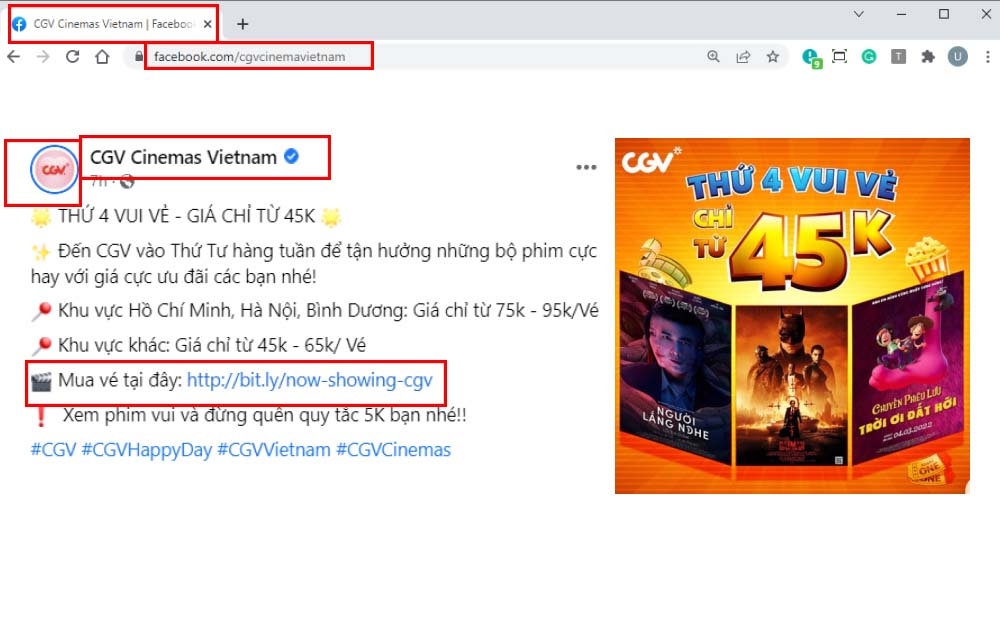 CGV Cinemas Vietnam | Faceboo
facebook.com/cgvcinemavietnam
9
T
U
CGV
CGV Cinemas Vietnam
7h
THỨ 4 VUI VẺ - GIÁ CHỈ TỪ 45K
Đến CGV vào Thứ Tư hàng tuần để tận hưởng những bộ phim cực
hay với giá cực ưu đãi các bạn nhé!
Khu vực Hồ Chí Minh, Hà Nội, Bình Dương: Giá chỉ từ 75k - 95k/Vé
Khu vực khác: Giá chỉ từ 45k - 65k/ Vé
Mua vé tại đây: http://bit.ly/now-showing-cgv
Xem phim vui và đừng quên quy tắc 5K bạn nhé!!
#CGV #CGVHappyDay #CGVVietnam #CGVCinemas
CGV
THỨ 4 VUI VẺ
CHỈ
TỪ
45K
NGƯỜI
LẮNG NGHE
CHUYẾN PHIÊU LƯU
TRỜI ƠI ĐẤT HỠI
04.03.2022
ONE
ONE